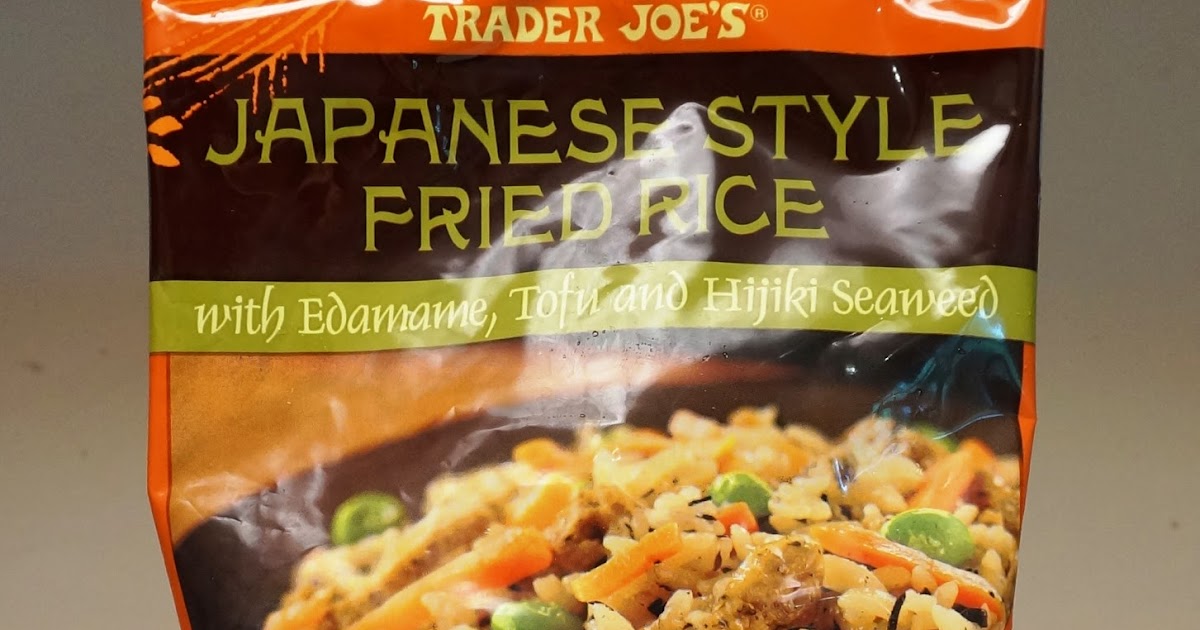 TRADER JOE'S®
JAPANESE STYLE
FRIED RICE
with Edamame, Tofu and Hijiki Seaweed